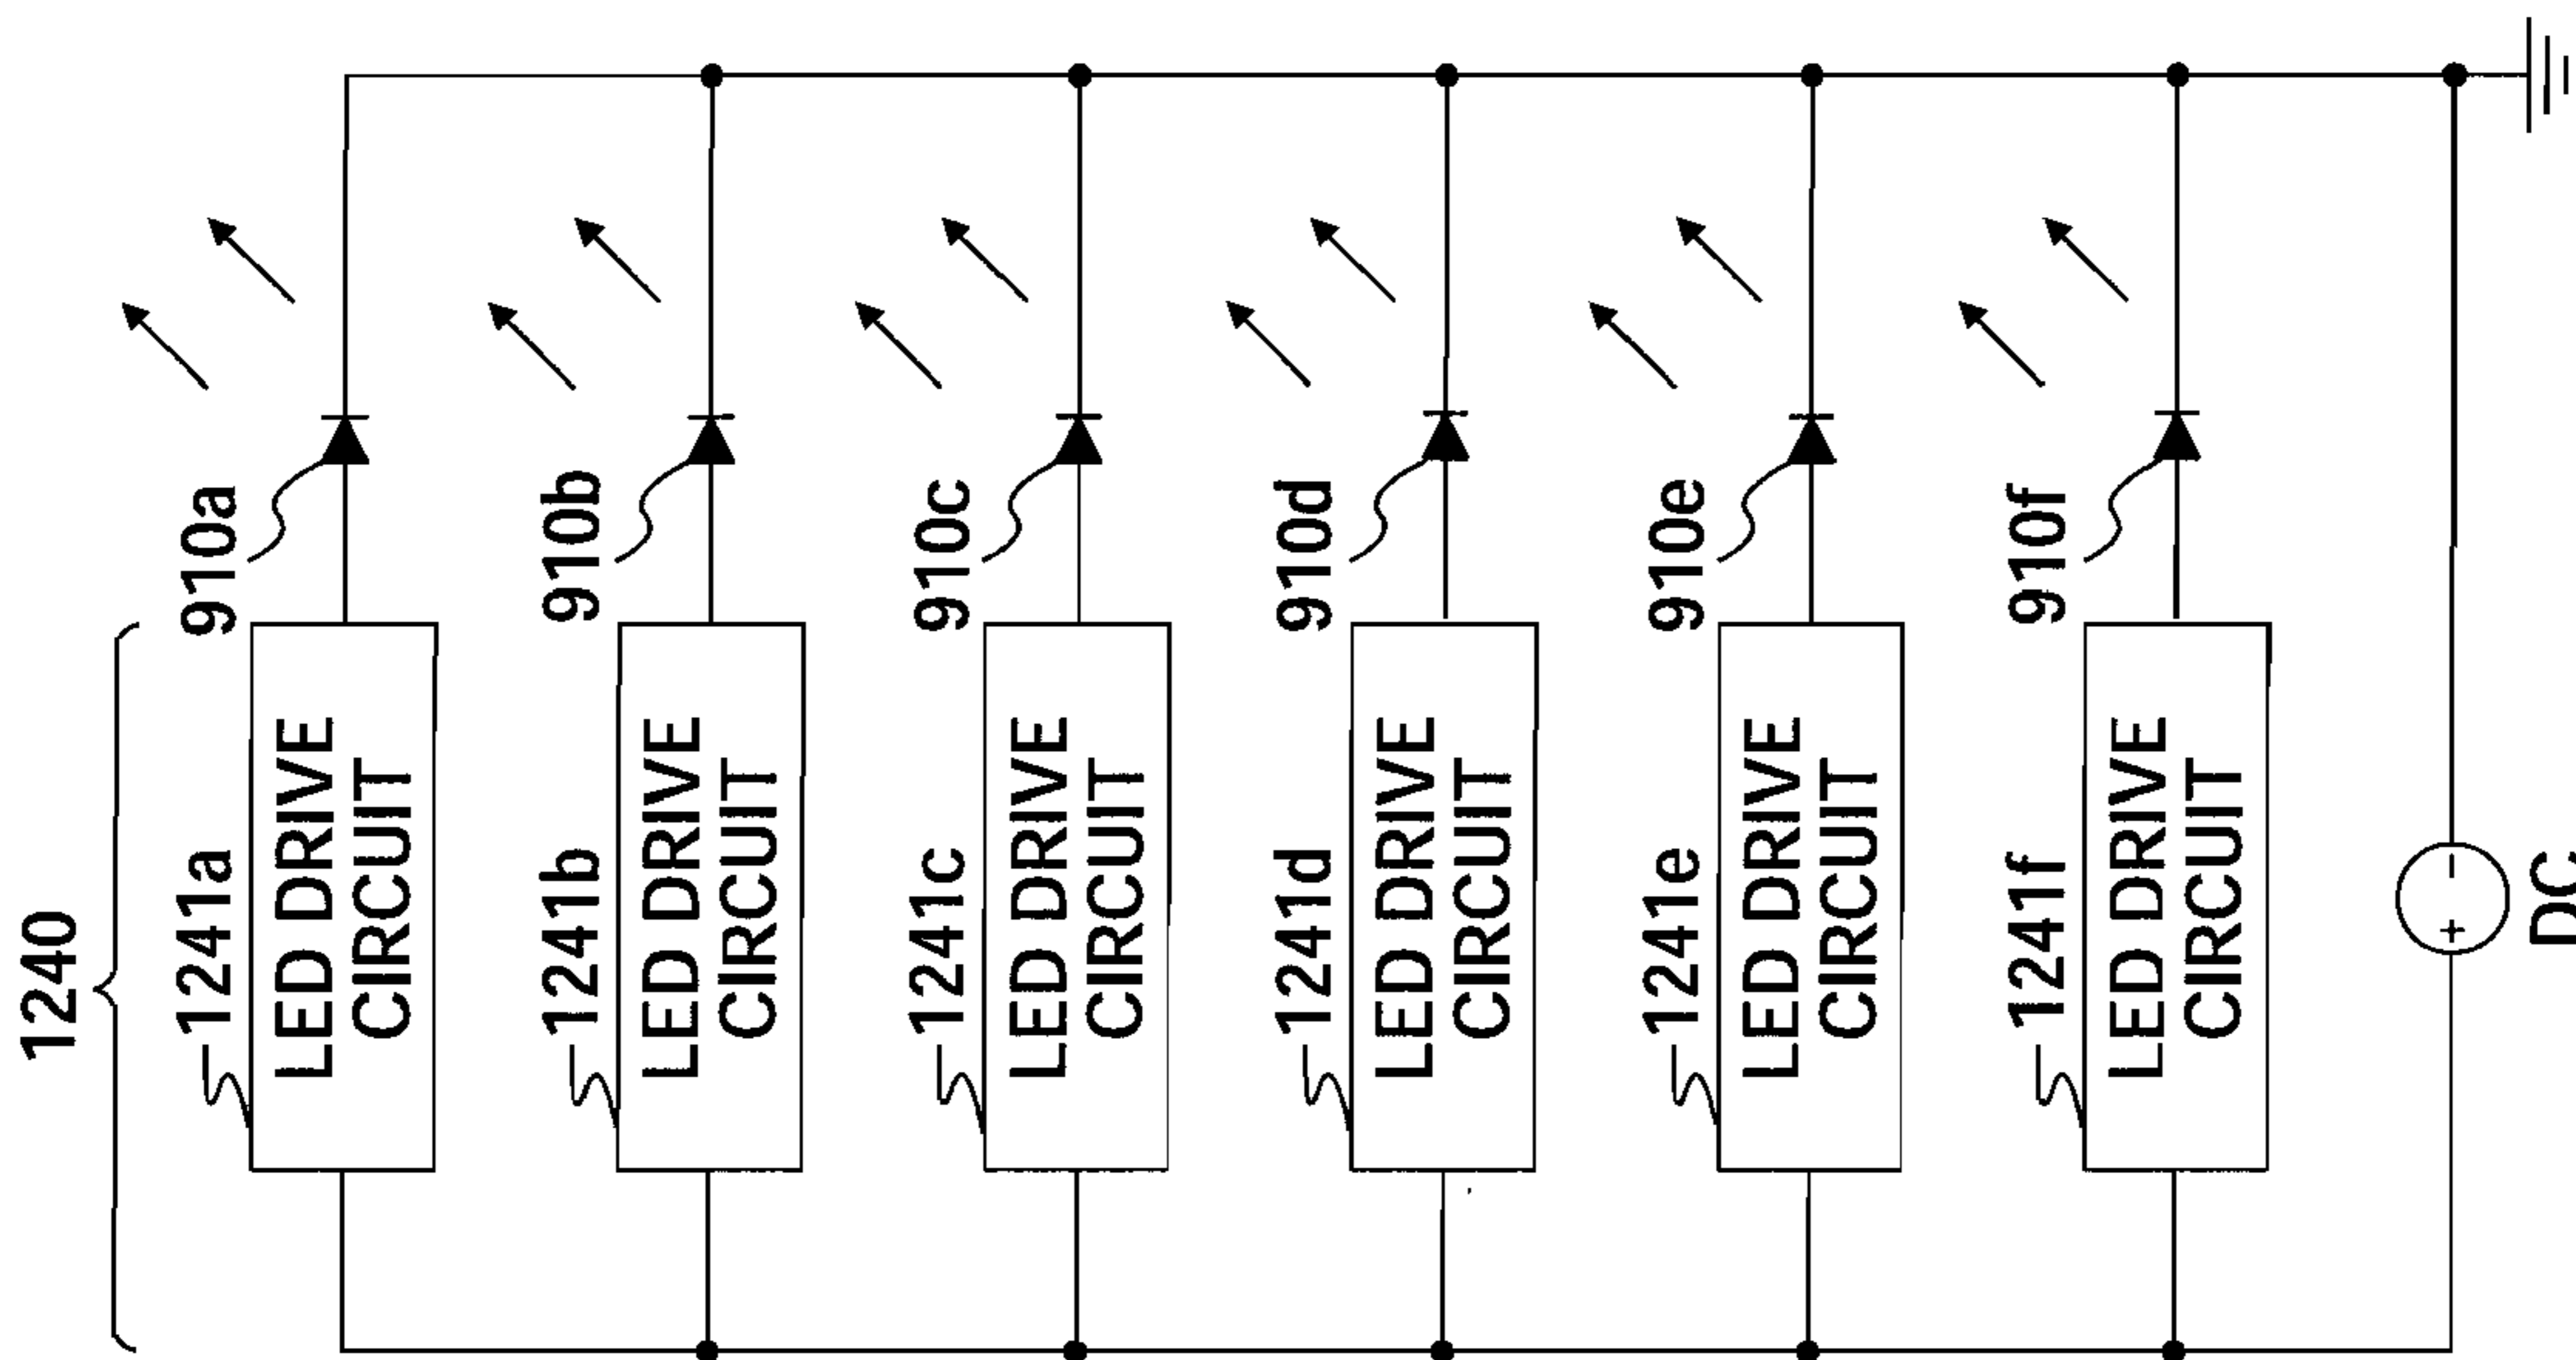 1240
1241a
LED DRIVE
CIRCUIT
910a
1241b
LED DRIVE
CIRCUIT
910b
1241c
LED DRIVE
CIRCUIT
910c
1241d
LED DRIVE
CIRCUIT
910d
1241e
LED DRIVE
CIRCUIT
910e
1241f
LED DRIVE
CIRCUIT
910f
+ -
DC